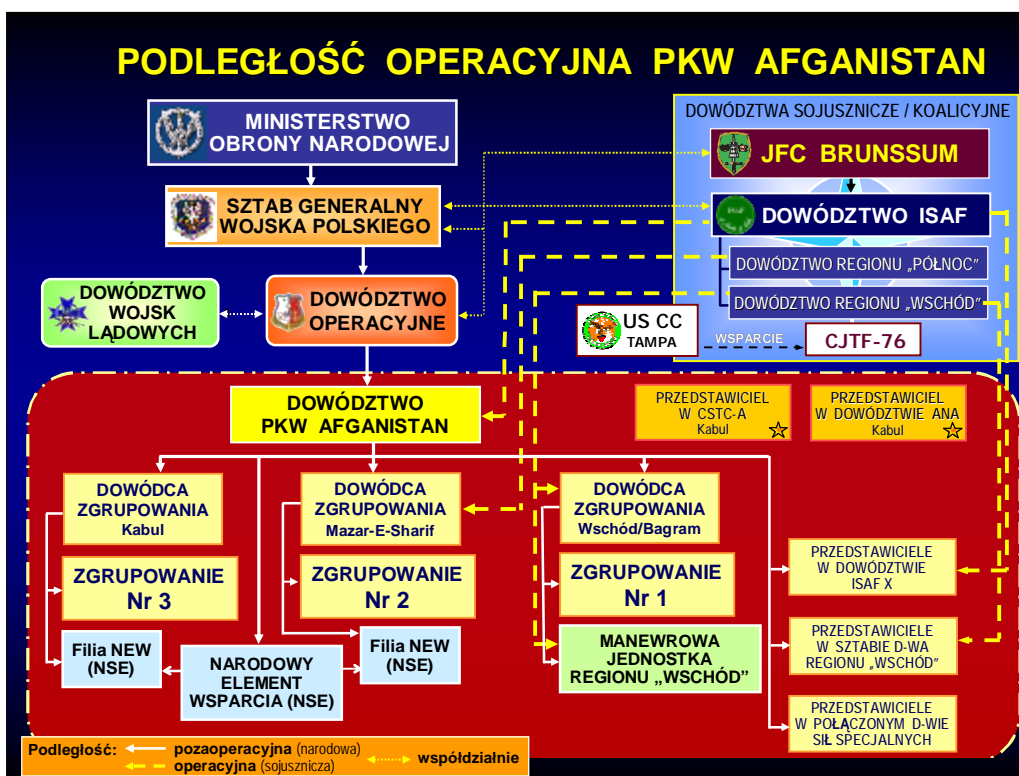 PODLEGŁOŚĆ OPERACYJNA PKW AFGANISTAN
MINISTERSTWO
OBRONY NARODOWEJ
SZTAB GENERALNY
WOJSKA POLSKIEGO
DOWÓDZTWO
WOJSK
LĄDOWYCH
DOWÓDZTWO
OPERACYJNE
DOWÓDZTWA SOJUSZNICZE / KOALICYJNE
JFC BRUNSSUM
DOWÓDZTWO ISAF
DOWÓDZTWO REGIONU „PÓŁNOC”
DOWÓDZTWO REGIONU „WSCHÓD”
US CC
TAMPA
WSPARCIE
CJTF-76
DOWÓDZTWO
PKW AFGANISTAN
PRZEDSTAWICIEL
W CSTC-A
Kabul
PRZEDSTAWICIEL
W DOWÓDZTWIE ANA
Kabul
DOWÓDCA
ZGRUPOWANIA
Kabul
ZGRUPOWANIE
Nr 3
Filia NEW
(NSE)
NARODOWY
ELEMENT
WSPARCIA (NSE)
DOWÓDCA
ZGRUPOWANIA
Mazar-E-Sharif
ZGRUPOWANIE
Nr 2
Filia NEW
(NSE)
DOWÓDCA
ZGRUPOWANIA
Wschód/Bagram
ZGRUPOWANIE
Nr 1
MANEWROWA
JEDNOSTKA
REGIONU „WSCHÓD”
PRZEDSTAWICIELE
W DOWÓDZTWIE
ISAF X
PRZEDSTAWICIELE
W SZTABIE D-WA
REGIONU „WSCHÓD”
PRZEDSTAWICIELE
W POŁĄCZONYM D-WIE
SIŁ SPECJALNYCH
Podległość: pozaoperacyjna (narodowa)
operacyjna (sojusznicza)
współdziałnie